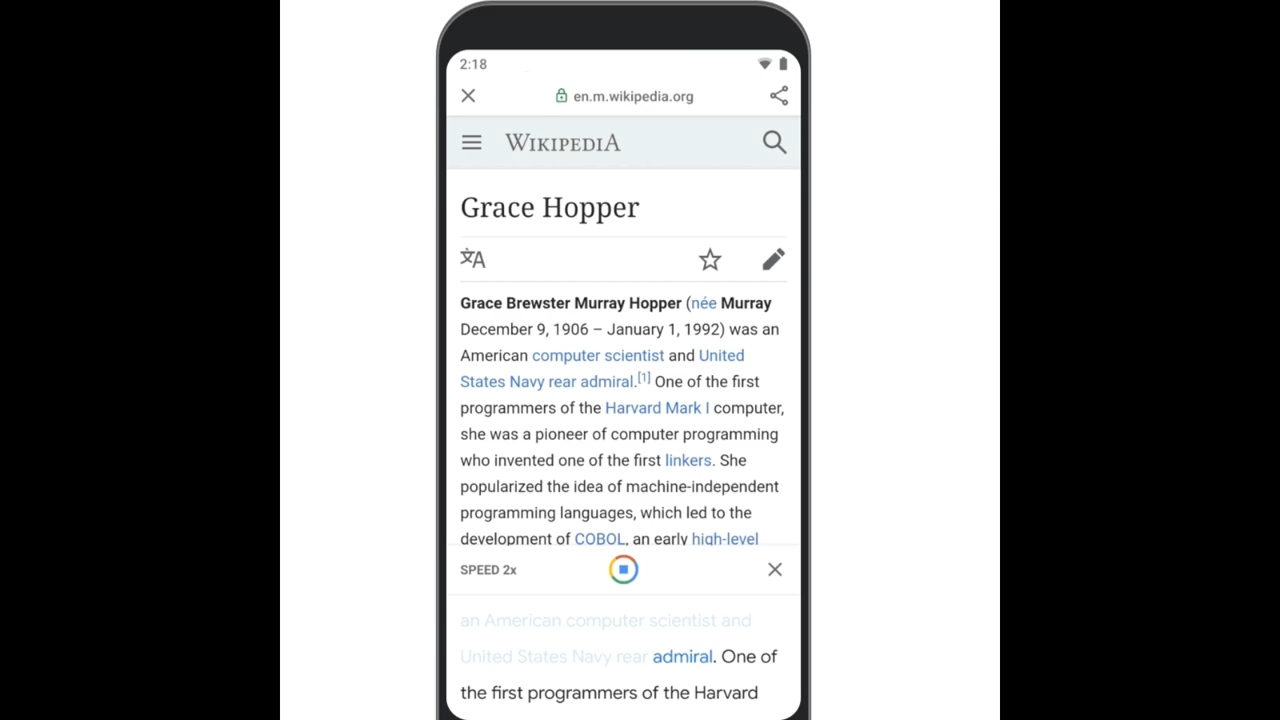 2:18
en.m.wikipedia.org
WIKIPEDIA
Grace Hopper
Grace Brewster Murray Hopper (née Murray
December 9, 1906 – January 1, 1992) was an
American computer scientist and United
States Navy rear admiral.[1] One of the first
programmers of the Harvard Mark I computer,
she was a pioneer of computer programming
who invented one of the first linkers. She
popularized the idea of machine-independent
programming languages, which led to the
development of COBOL, an early high-level
SPEED 2x
an American computer scientist and
United States Navy rear admiral. One of
the first programmers of the Harvard